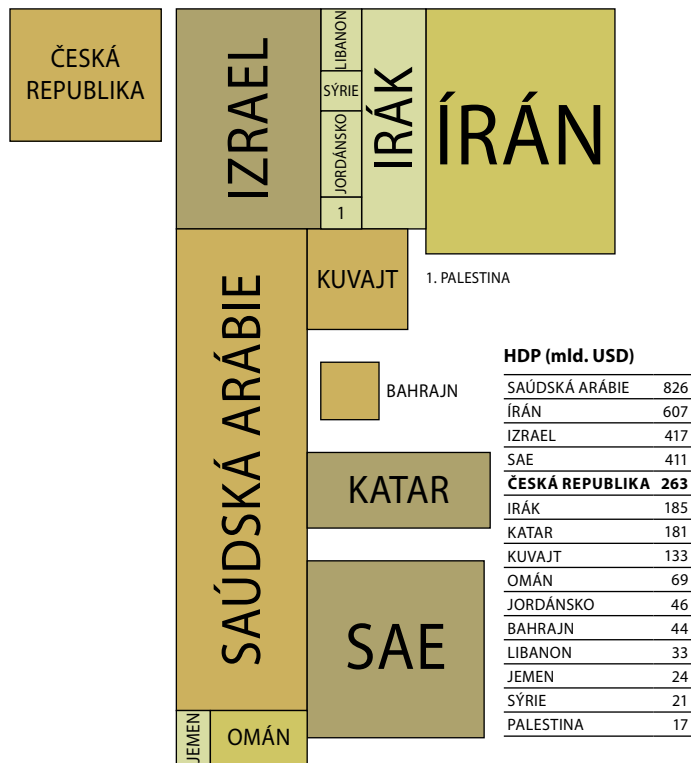 ČESKÁ
REPUBLIKA
IZRAEL
LIBANON
SÝRIE
JORDÁNSKO
1
IRÁK
ÍRÁN
SAÚDSKÁ ARÁBIE
KUVAJT
1. PALESTINA
BAHRAJN
KATAR
SAE
JEMEN
OMÁN
HDP (mld. USD)
SAÚDSKÁ ARÁBIE 826
ÍRÁN 607
IZRAEL 417
SAE 411
ČESKÁ REPUBLIKA 263
IRÁK 185
KATAR 181
KUVAJT 133
OMÁN 69
JORDÁNSKO 46
BAHRAJN 44
LIBANON 33
JEMEN 24
SÝRIE 21
PALESTINA 17